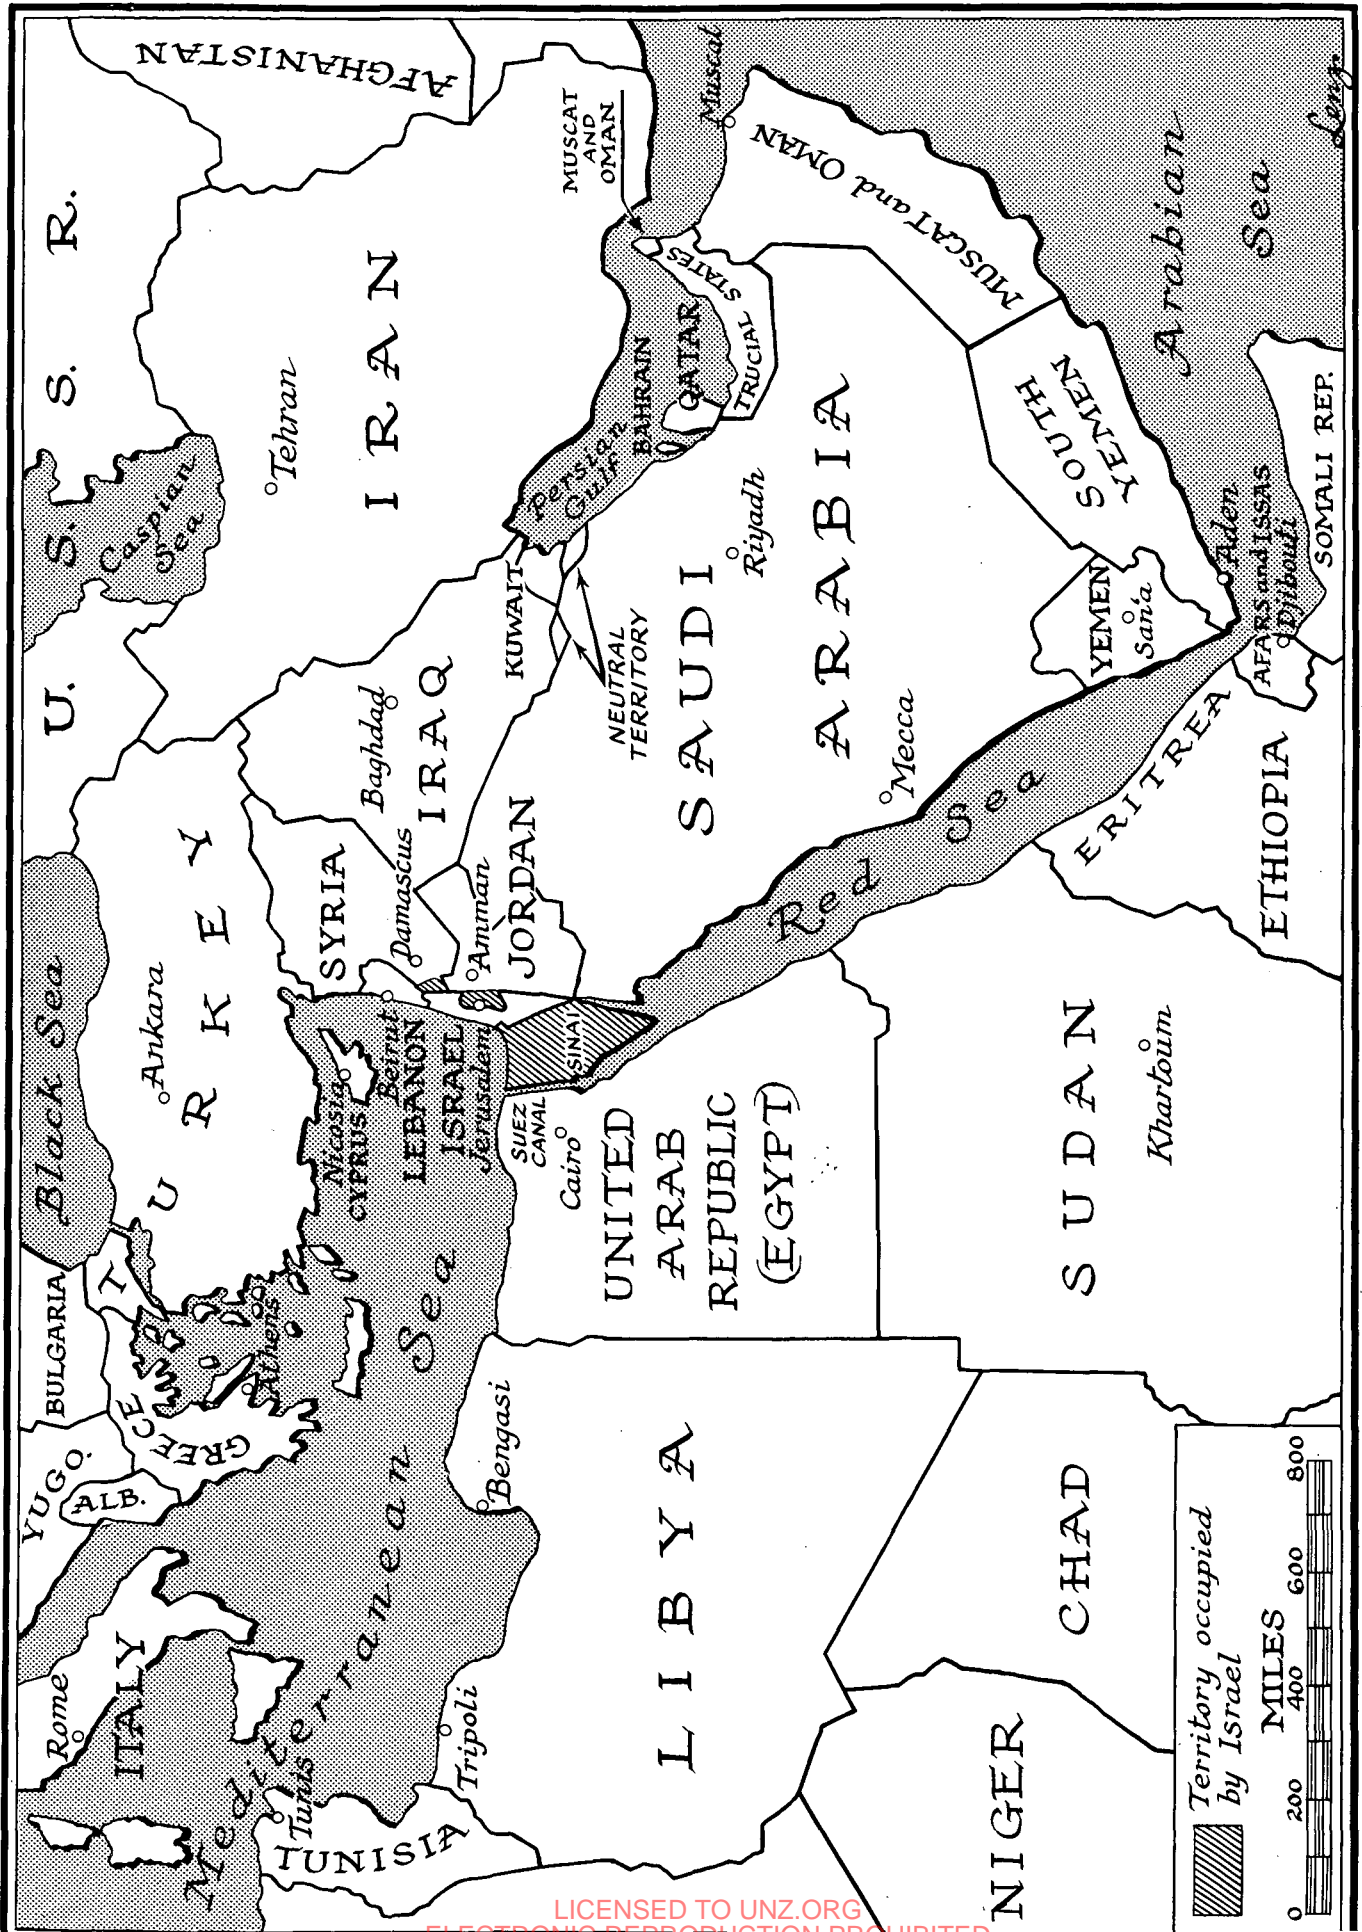 YUGO.
ALB.
BULGARIA
GREECE
T
Athens
Rome
ITALY
Tunis
TUNISIA
Mediterranean Sea
Black Sea
TURKEY
Ankara
U. S. S. R.
Caspian
Sea
AFGHANISTAN
Tehran
IRAN
Nicosia
CYPRUS
Beirut
LEBANON
ISRAEL
Jerusalem
SYRIA
Damascus
Amman
JORDAN
Baghdad
IRAQ
KUWAIT
NEUTRAL
TERRITORY
Persian
Gulf
BAHRAIN
QATAR
TRUCIAL STATES
MUSCAT
AND
OMAN
Muscat
MUSCAT and OMAN
SAUDI
ARABIA
Riyadh
Mecca
SOUTH
YEMEN
YEMEN
San'a
Aden
Arabian
Sea
Red Sea
SINAI
SUEZ
CANAL
Cairo
UNITED
ARAB
REPUBLIC
(EGYPT)
Tripoli
Bengasi
LIBYA
NIGER
CHAD
SUDAN
Khartoum
ERITREA
ETHIOPIA
AFARS and ISSAS
Djibouti
SOMALI REP.
Territory occupied
by Israel
MILES
0 200 400 600 800
LICENSED TO UNZ.ORG
ELECTRONIC REPRODUCTION PROHIBITED